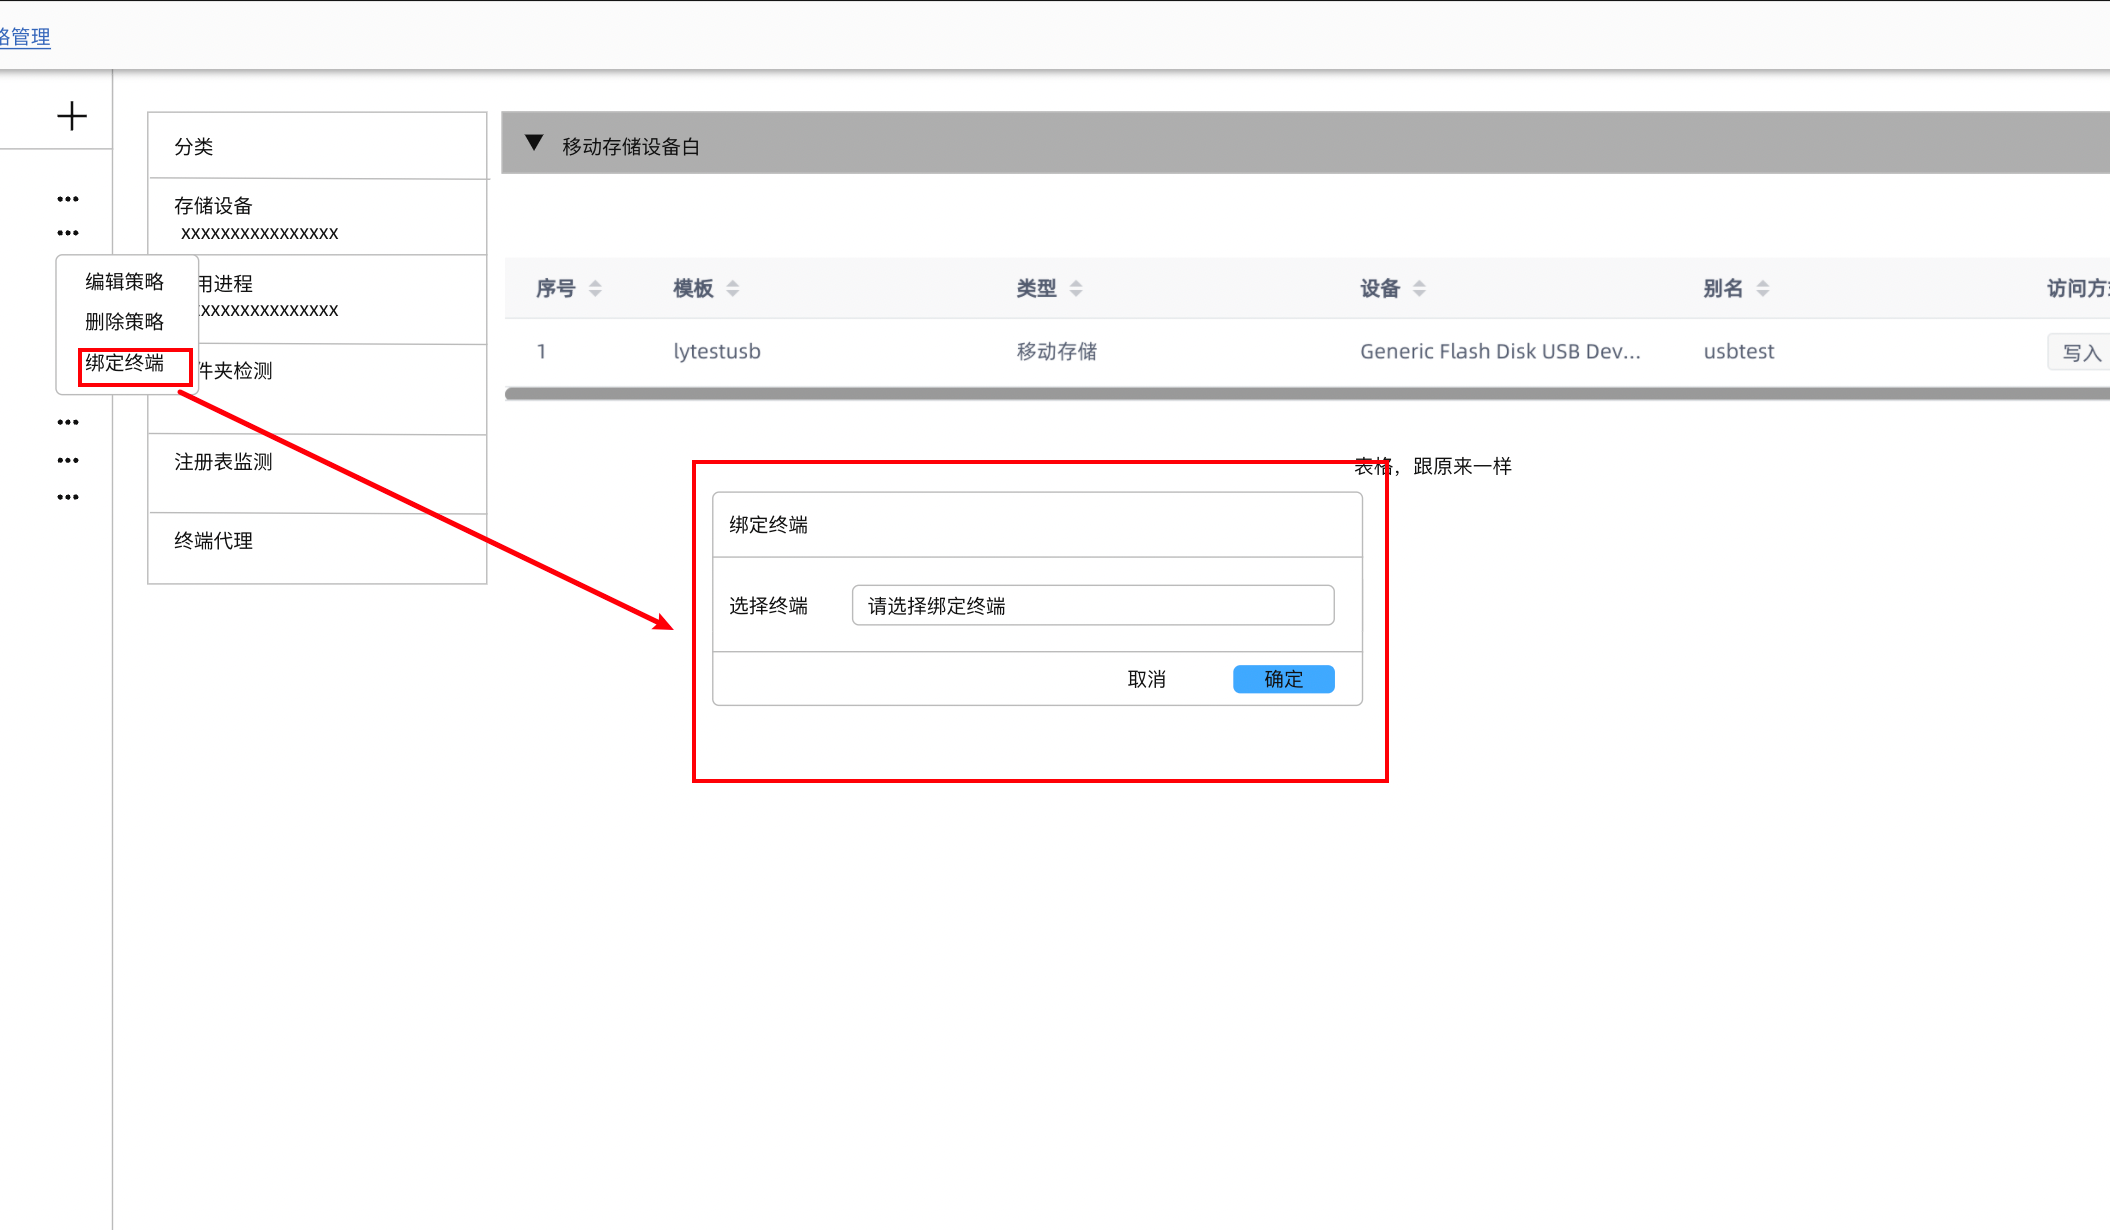 管理
分类
存储设备
xxxxxxxxxxxxxxxx
用进程
xxxxxxxxxxxxxx
件夹检测
注册表监测
终端代理
编辑策略
删除策略
绑定终端
移动存储设备白
序号 模板 类型 设备 别名 访问方
1 lytestusb 移动存储 Generic Flash Disk USB Dev... usbtest 写入
表格，跟原来一样
绑定终端
选择终端 请选择绑定终端
取消 确定